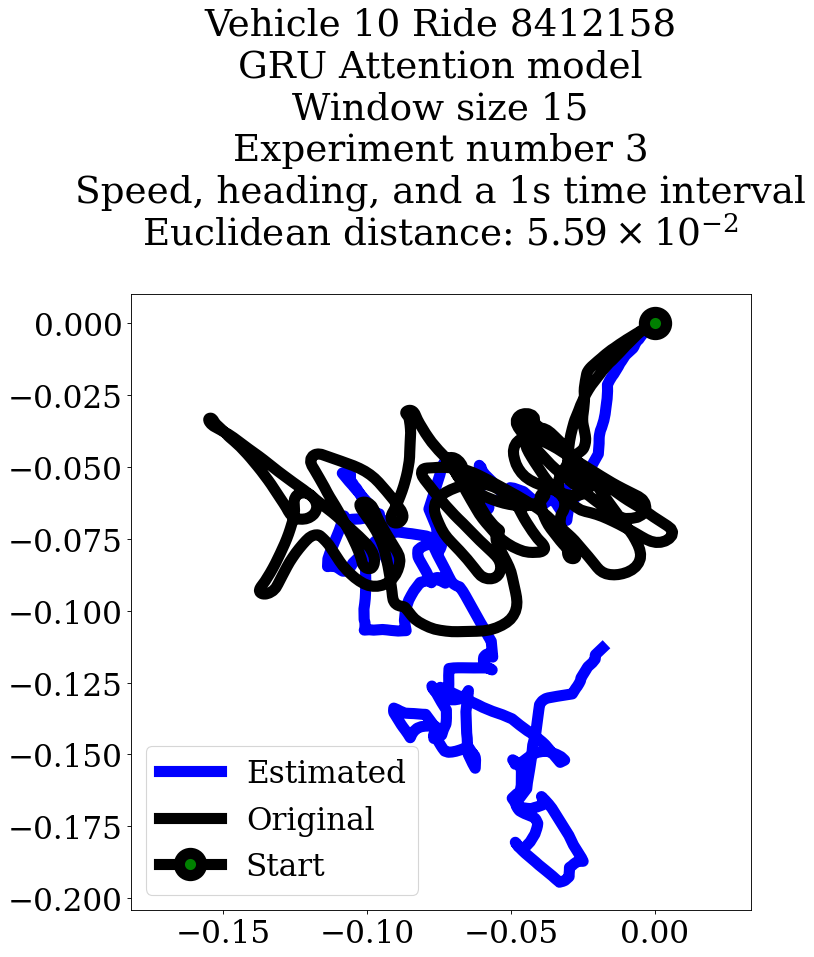 Vehicle 10 Ride 8412158
GRU Attention model
Window size 15
Experiment number 3
Speed, heading, and a 1s time interval
Euclidean distance: 5.59 × 10⁻²
0.000
−0.025
−0.050
−0.075
−0.100
−0.125
−0.150
−0.175
−0.200
Estimated
Original
Start
−0.15 −0.10 −0.05 0.00